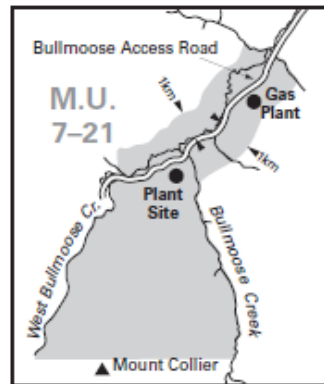 Bullmoose Access Road
1km
M.U.
7–21
Gas
Plant
1km
Plant
Site
West Bullmoose Cr.
Bullmoose Creek
Mount Collier